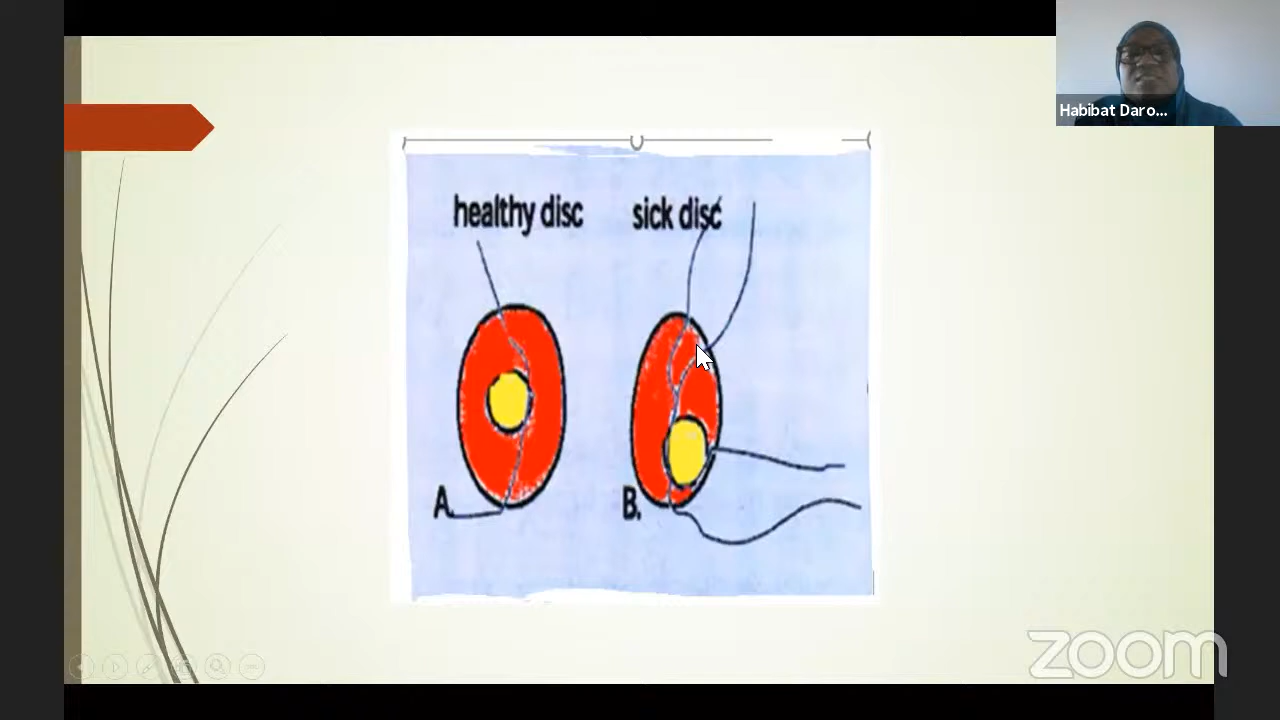 Habibat Daro...
healthy disc
sick disc
A.
B.
zoom